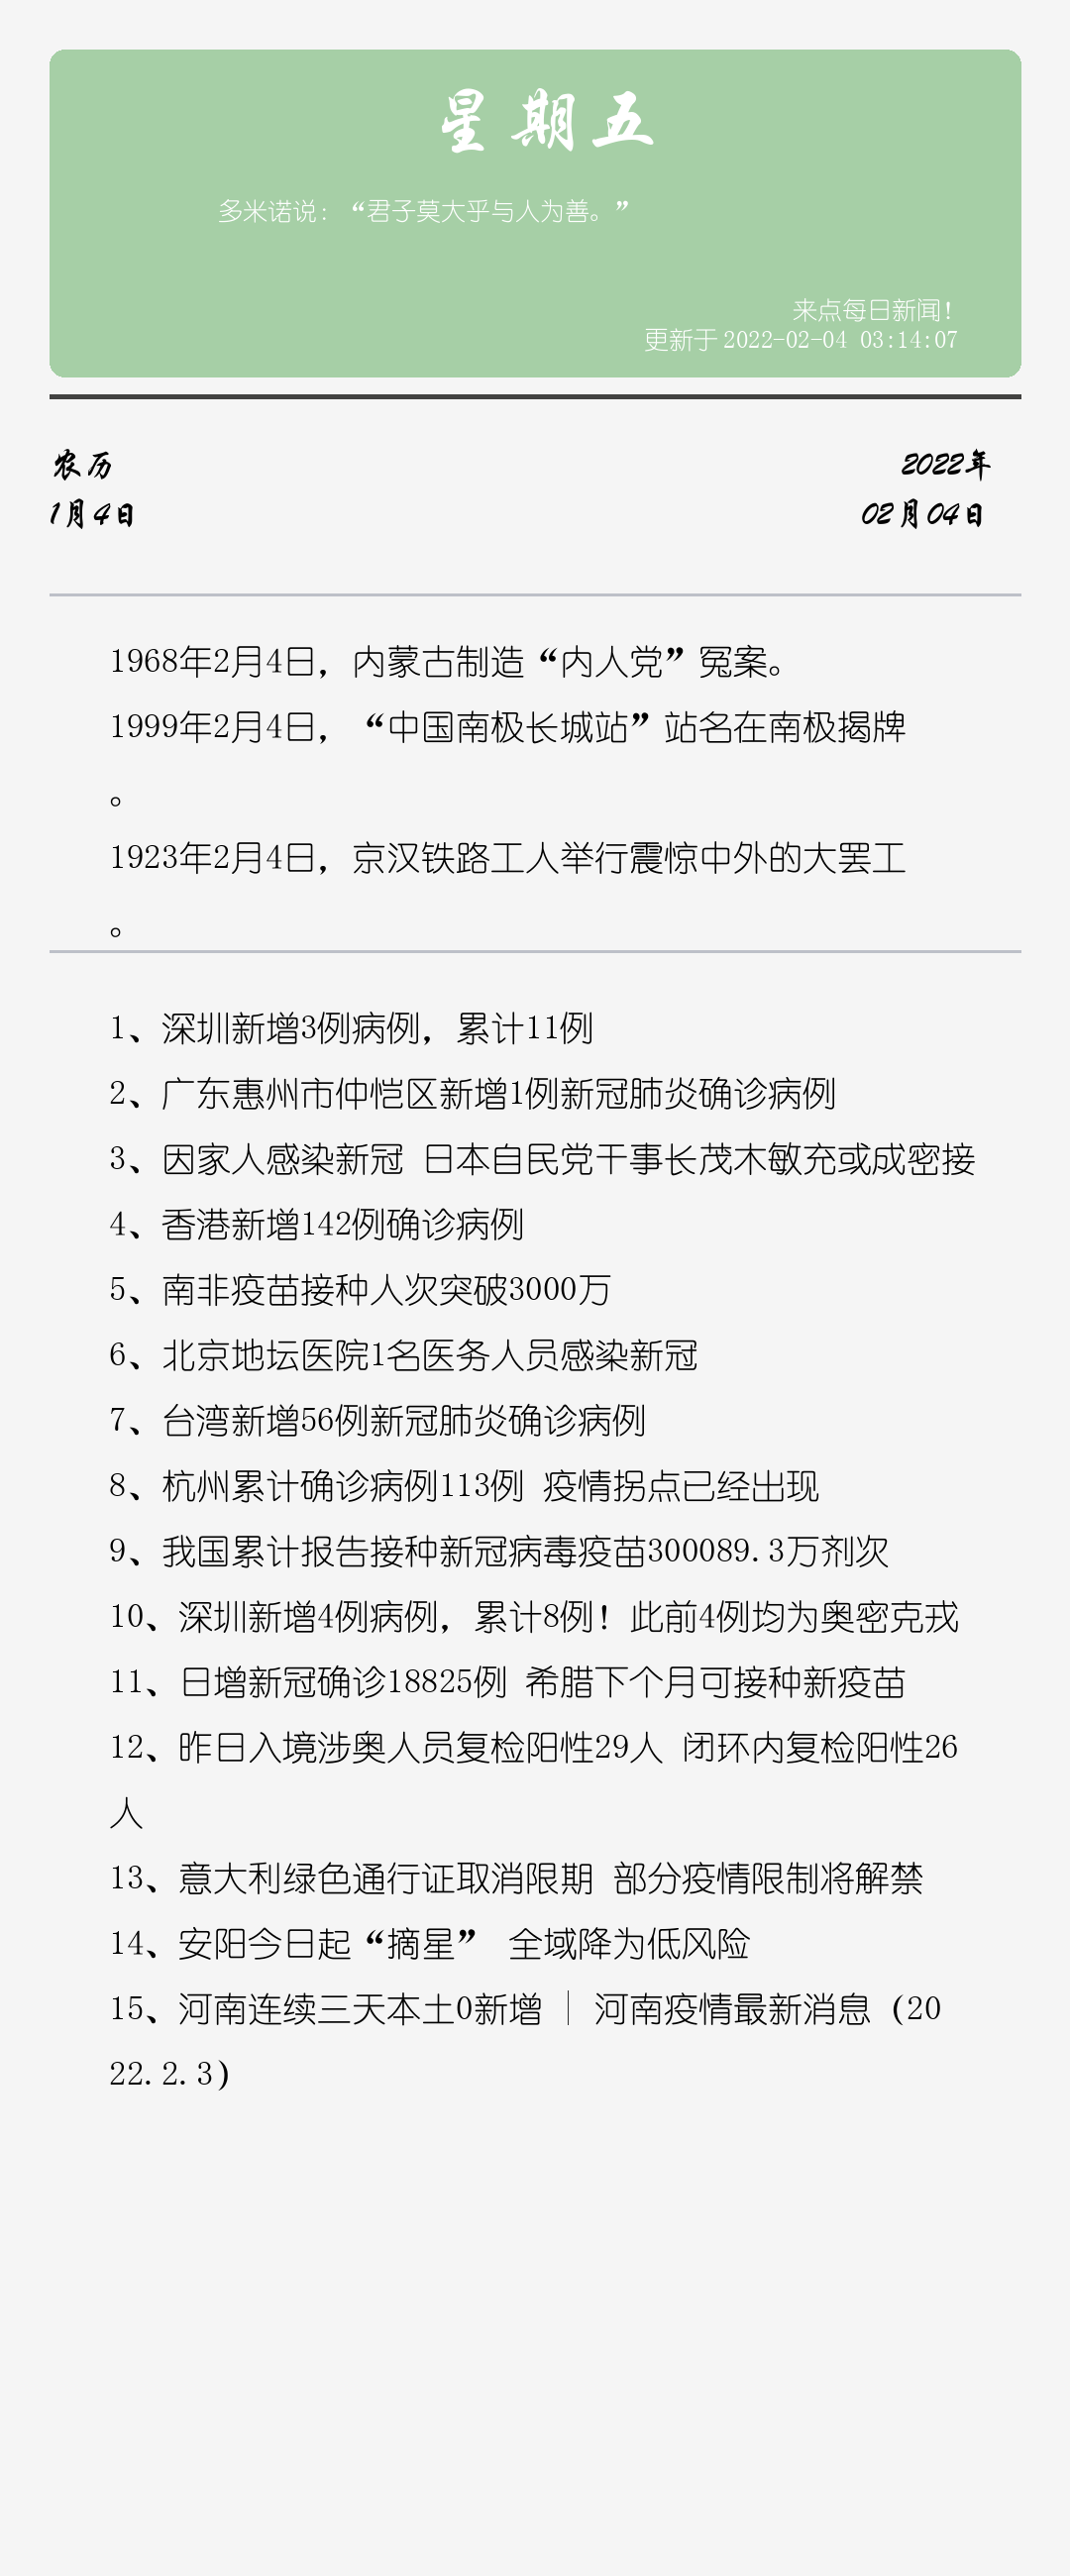 星期五
多米诺说：“君子莫大乎与人为善。”
来点每日新闻！
更新于 2022-02-04 03:14:07
农历
1月4日
2022年
02月04日
1968年2月4日，内蒙古制造“内人党”冤案。
1999年2月4日，“中国南极长城站”站名在南极揭牌
。
1923年2月4日，京汉铁路工人举行震惊中外的大罢工
。
1、深圳新增3例病例，累计11例
2、广东惠州市仲恺区新增1例新冠肺炎确诊病例
3、因家人感染新冠 日本自民党干事长茂木敏充或成密接
4、香港新增142例确诊病例
5、南非疫苗接种人次突破3000万
6、北京地坛医院1名医务人员感染新冠
7、台湾新增56例新冠肺炎确诊病例
8、杭州累计确诊病例113例 疫情拐点已经出现
9、我国累计报告接种新冠病毒疫苗300089.3万剂次
10、深圳新增4例病例，累计8例！此前4例均为奥密克戎
11、日增新冠确诊18825例 希腊下个月可接种新疫苗
12、昨日入境涉奥人员复检阳性29人 闭环内复检阳性26
人
13、意大利绿色通行证取消限期 部分疫情限制将解禁
14、安阳今日起“摘星” 全域降为低风险
15、河南连续三天本土0新增 | 河南疫情最新消息（20
22.2.3）